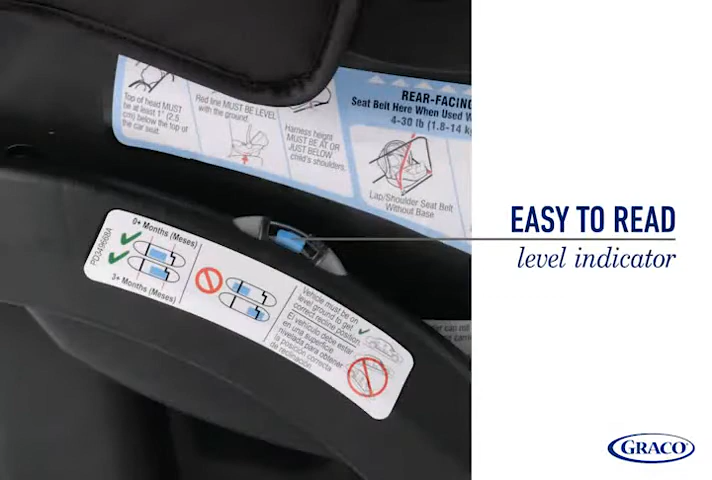 Top of head MUST
be at least 1" (2.5
cm) below the top of
the car seat.
Red line MUST BE LEVEL
with the ground.
Harness height
MUST BE AT OR
JUST BELOW
child's shoulders.
REAR-FACING
Seat Belt Here When Used W
4-30 lb (1.8-14 k
Lap/Shoulder Seat Belt
Without Base
PD349668A
0+ Months (Meses)
3+ Months (Meses)
Vehicle must be on
level ground to get
correct recline position.
El vehículo debe estar
en una superficie
nivelada para obtener
la posición correcta
de reclinación.
EASY TO READ
level indicator
GRACO